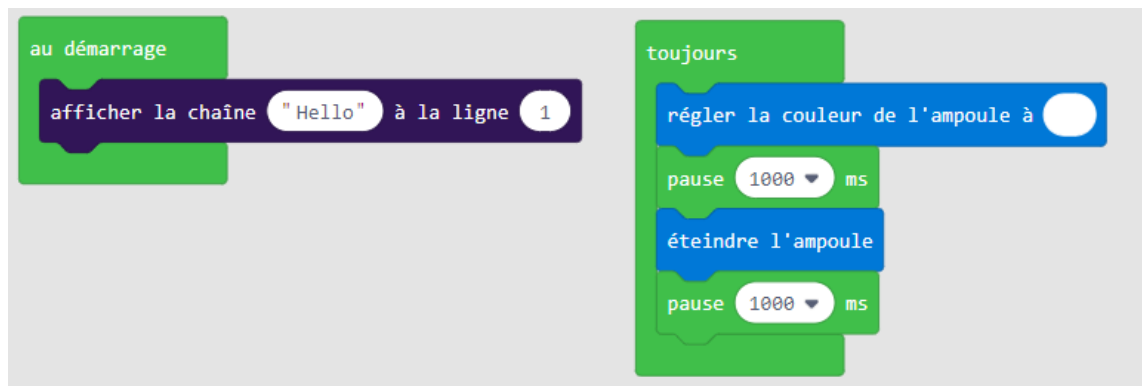 au démarrage
afficher la chaîne "Hello" à la ligne 1
toujours
régler la couleur de l'ampoule à
pause 1000 ms
éteindre l'ampoule
pause 1000 ms